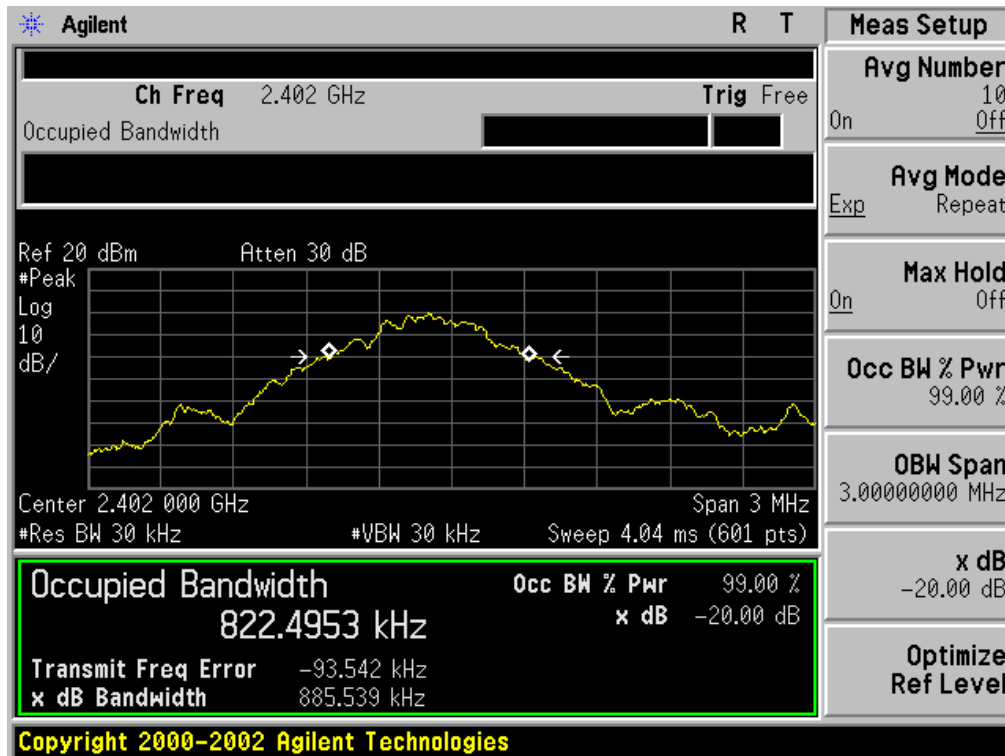 Agilent R T
Ch Freq 2.402 GHz Trig Free
Occupied Bandwidth
Ref 20 dBm Atten 30 dB
#Peak
Log
10
dB/
Center 2.402 000 GHz Span 3 MHz
#Res BW 30 kHz #VBW 30 kHz Sweep 4.04 ms (601 pts)
Occupied Bandwidth Occ BW % Pwr 99.00 %
822.4953 kHz x dB -20.00 dB
Transmit Freq Error -93.542 kHz
x dB Bandwidth 885.539 kHz
Copyright 2000-2002 Agilent Technologies
Meas Setup
Avg Number
10
On Off
Avg Mode
Exp Repeat
Max Hold
On Off
Occ BW % Pwr
99.00 %
OBW Span
3.00000000 MHz
x dB
-20.00 dB
Optimize
Ref Level